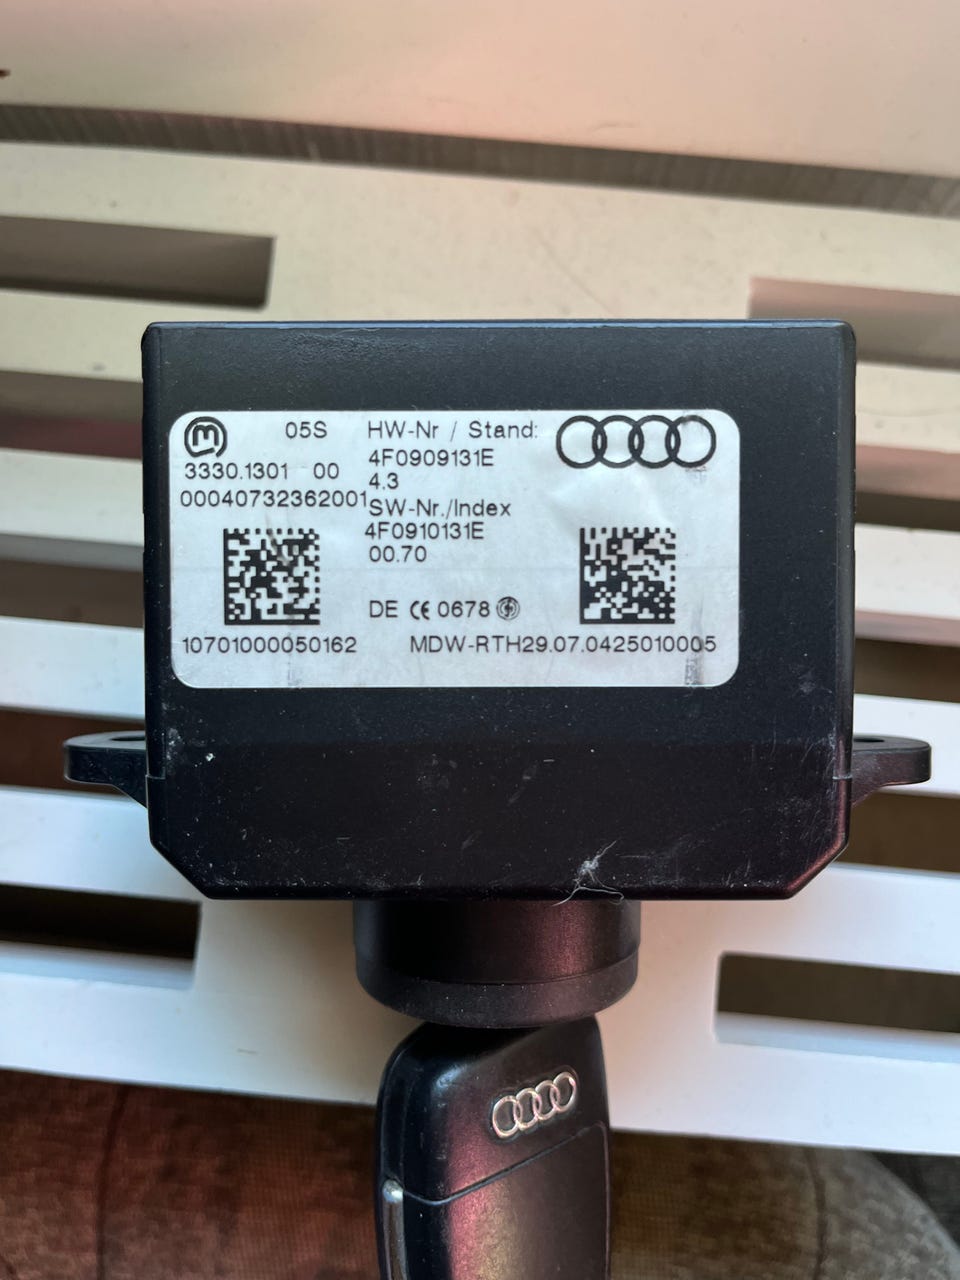 05S
3330.1301 00
00040732362001
HW-Nr / Stand:
4F0909131E
4.3
SW-Nr./Index
4F0910131E
00.70
DE CE 0678
10701000050162
MDW-RTH29.07.0425010005